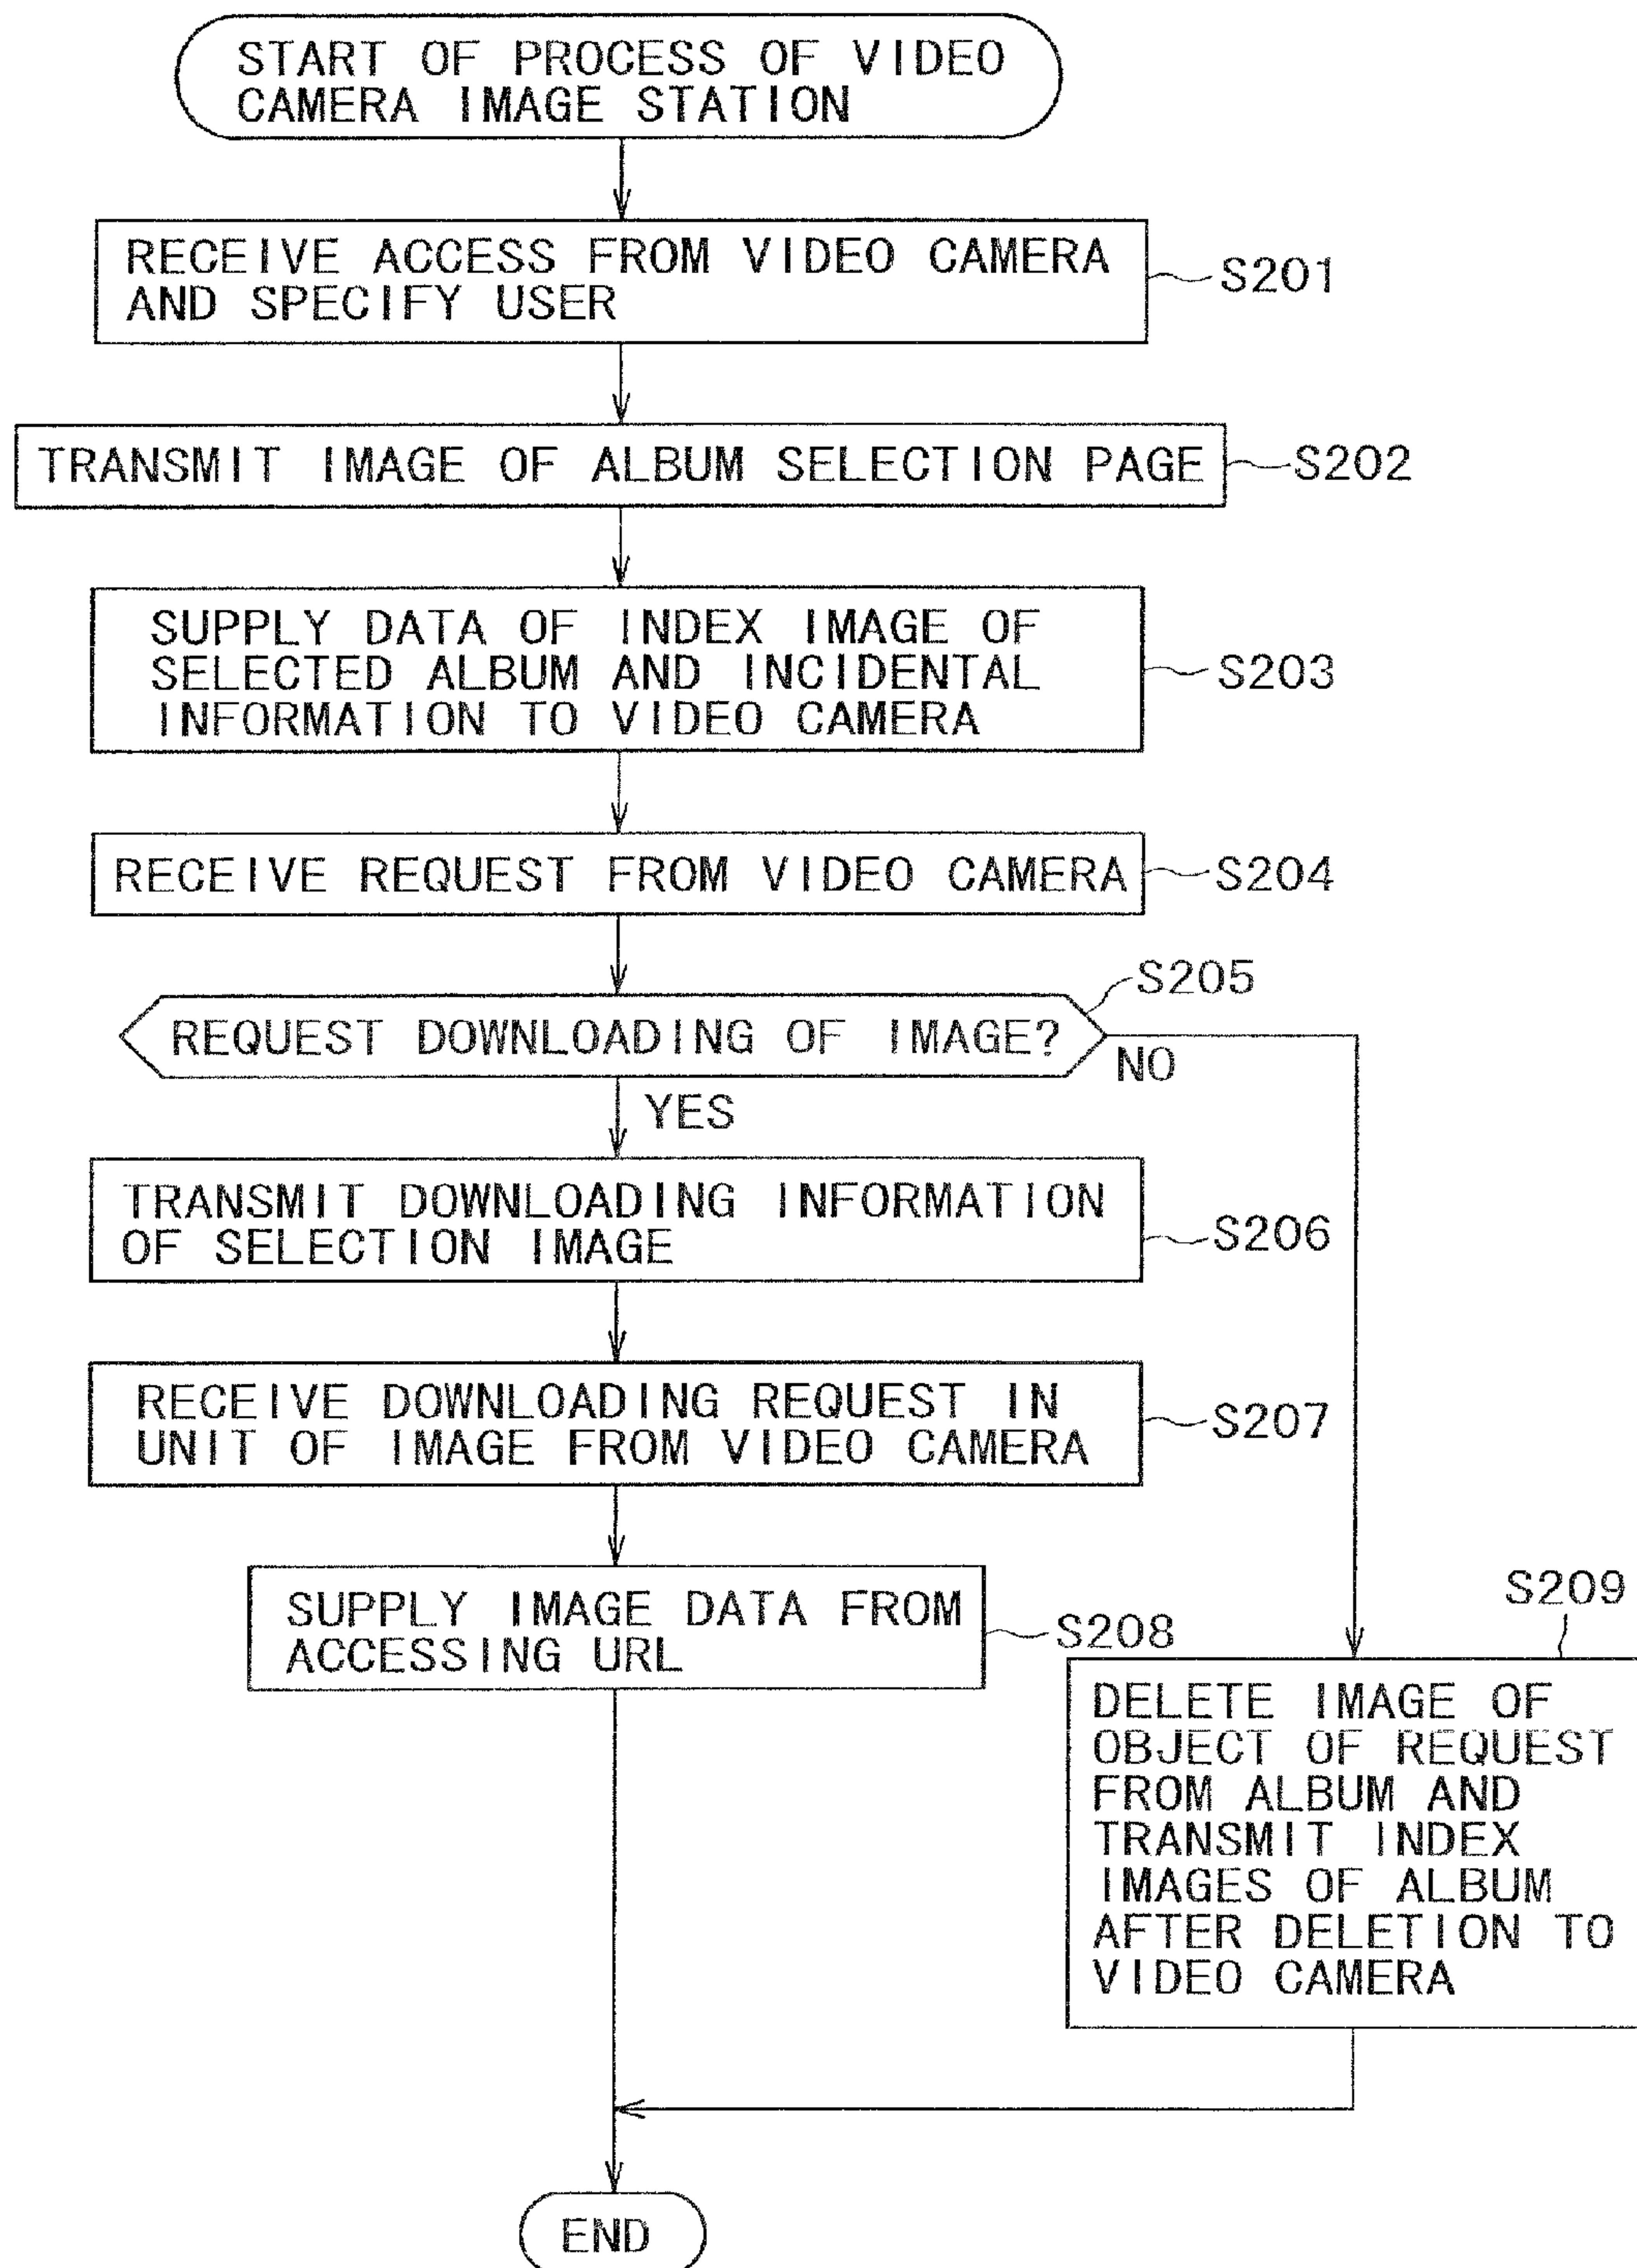 START OF PROCESS OF VIDEO
CAMERA IMAGE STATION
RECEIVE ACCESS FROM VIDEO CAMERA
AND SPECIFY USER
S201
TRANSMIT IMAGE OF ALBUM SELECTION PAGE
S202
SUPPLY DATA OF INDEX IMAGE OF
SELECTED ALBUM AND INCIDENTAL
INFORMATION TO VIDEO CAMERA
S203
RECEIVE REQUEST FROM VIDEO CAMERA
S204
S205
REQUEST DOWNLOADING OF IMAGE?
NO
YES
TRANSMIT DOWNLOADING INFORMATION
OF SELECTION IMAGE
S206
RECEIVE DOWNLOADING REQUEST IN
UNIT OF IMAGE FROM VIDEO CAMERA
S207
SUPPLY IMAGE DATA FROM
ACCESSING URL
S208
S209
DELETE IMAGE OF
OBJECT OF REQUEST
FROM ALBUM AND
TRANSMIT INDEX
IMAGES OF ALBUM
AFTER DELETION TO
VIDEO CAMERA
END